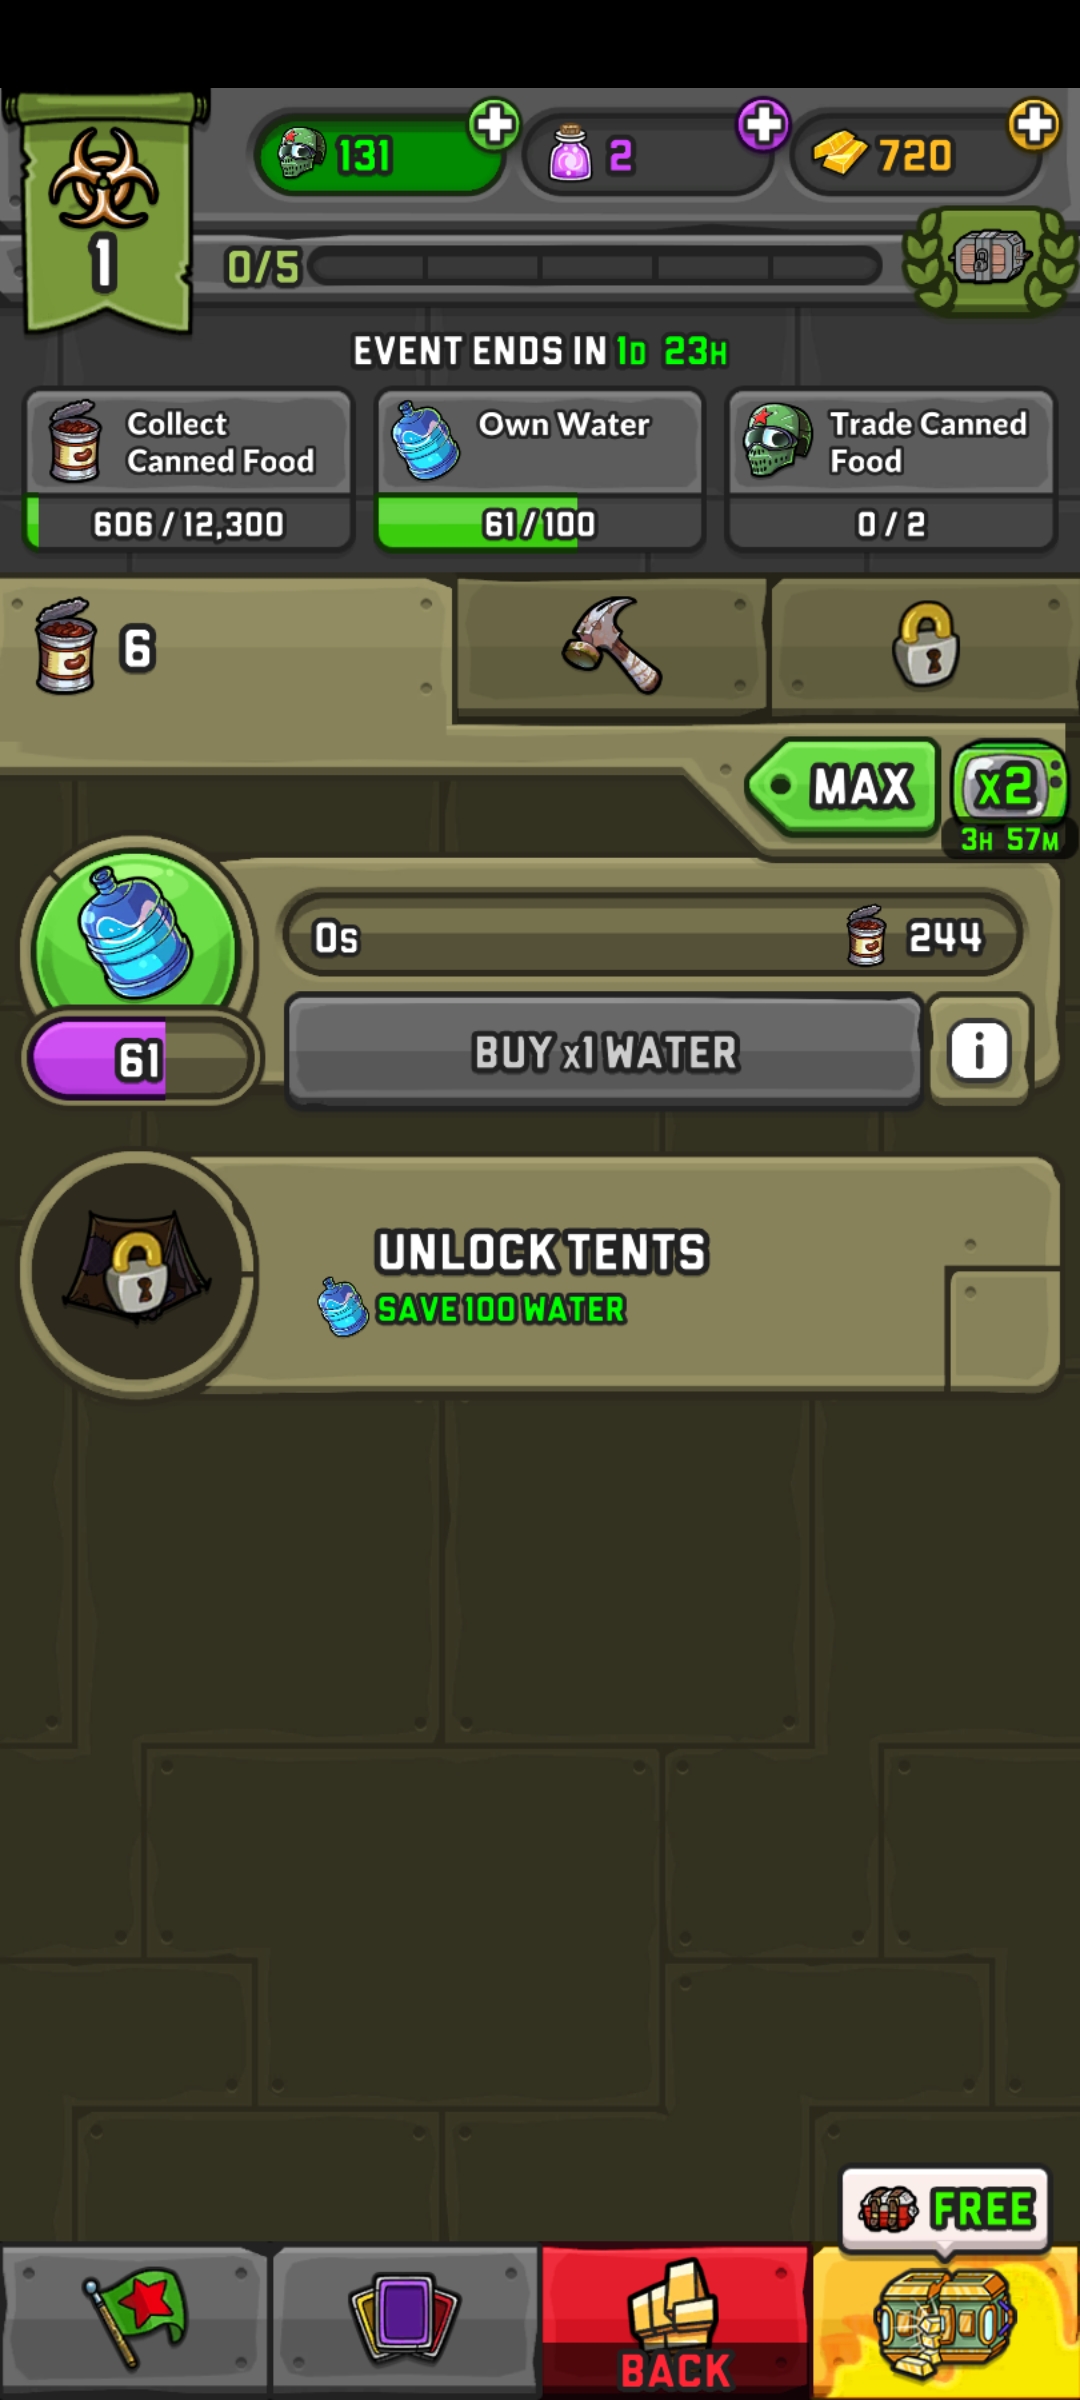 131
2
720
1
0/5
EVENT ENDS IN 1D 23H
Collect
Canned Food
606 / 12,300
Own Water
61 / 100
Trade Canned
Food
0 / 2
6
MAX
x2
3H 57M
0s
244
61
BUY x1 WATER
i
UNLOCK TENTS
SAVE 100 WATER
FREE
BACK